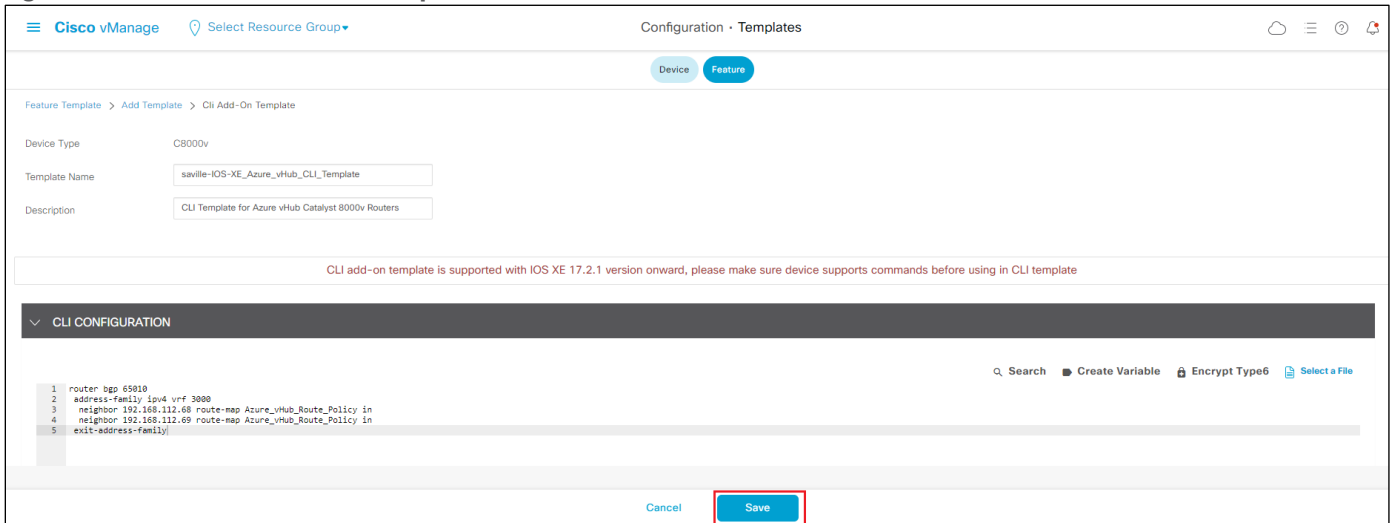 Cisco vManage Select Resource Group Configuration · Templates
Device Feature
Feature Template > Add Template > Cli Add-On Template
Device Type C8000v
Template Name saville-IOS-XE_Azure_vHub_CLI_Template
Description CLI Template for Azure vHub Catalyst 8000v Routers
CLI add-on template is supported with IOS XE 17.2.1 version onward, please make sure device supports commands before using in CLI template
CLI CONFIGURATION
Search Create Variable Encrypt Type6 Select a File
1 router bgp 65010
2 address-family ipv4 vrf 3000
3 neighbor 192.168.112.68 route-map Azure_vHub_Route_Policy in
4 neighbor 192.168.112.69 route-map Azure_vHub_Route_Policy in
5 exit-address-family
Cancel Save